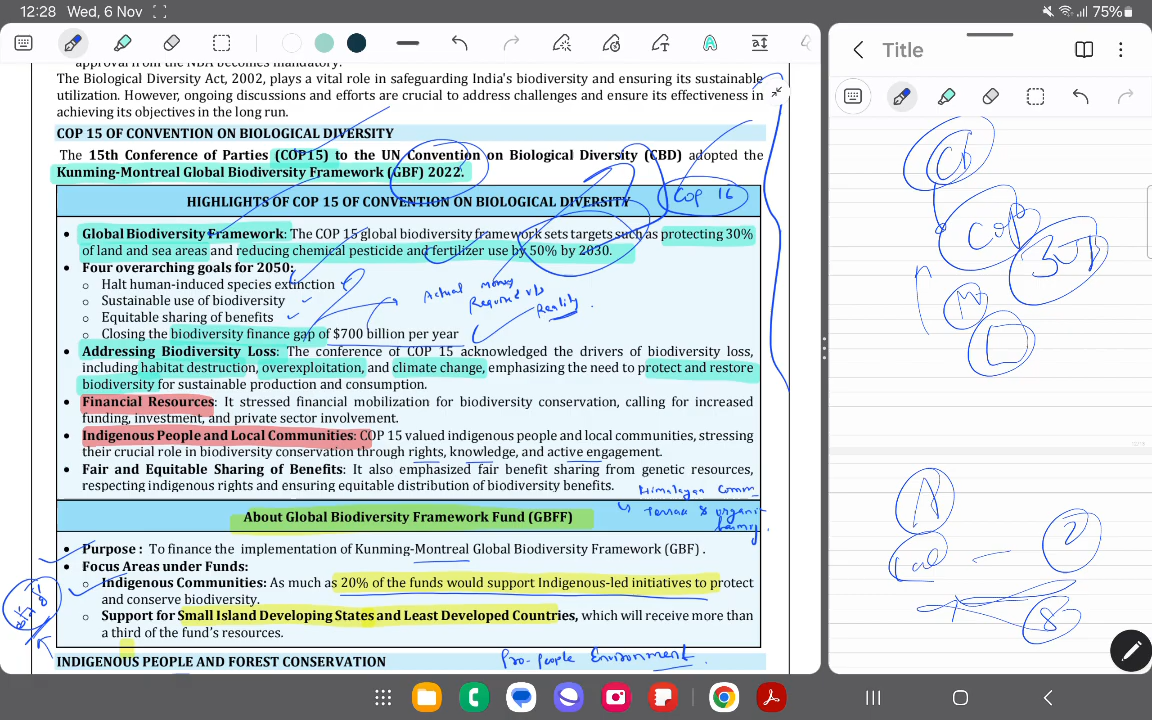 12:28 Wed, 6 Nov
75%
Title
approval from the NBA becomes mandatory.
The Biological Diversity Act, 2002, plays a vital role in safeguarding India's biodiversity and ensuring its sustainable
utilization. However, ongoing discussions and efforts are crucial to address challenges and ensure its effectiveness in
achieving its objectives in the long run.
COP 15 OF CONVENTION ON BIOLOGICAL DIVERSITY
The 15th Conference of Parties (COP15) to the UN Convention on Biological Diversity (CBD) adopted the
Kunming-Montreal Global Biodiversity Framework (GBF) 2022.
HIGHLIGHTS OF COP 15 OF CONVENTION ON BIOLOGICAL DIVERSITY
Cop 16
• Global Biodiversity Framework: The COP 15 global biodiversity framework sets targets such as protecting 30%
of land and sea areas and reducing chemical pesticide and fertilizer use by 50% by 2030.
• Four overarching goals for 2050:
o Halt human-induced species extinction
o Sustainable use of biodiversity
o Equitable sharing of benefits
o Closing the biodiversity finance gap of $700 billion per year
Actual money
Required vs
Reality.
• Addressing Biodiversity Loss: The conference of COP 15 acknowledged the drivers of biodiversity loss,
including habitat destruction, overexploitation, and climate change, emphasizing the need to protect and restore
biodiversity for sustainable production and consumption.
• Financial Resources: It stressed financial mobilization for biodiversity conservation, calling for increased
funding, investment, and private sector involvement.
• Indigenous People and Local Communities: COP 15 valued indigenous people and local communities, stressing
their crucial role in biodiversity conservation through rights, knowledge, and active engagement.
• Fair and Equitable Sharing of Benefits: It also emphasized fair benefit sharing from genetic resources,
respecting indigenous rights and ensuring equitable distribution of biodiversity benefits.
Himalayan Comm
About Global Biodiversity Framework Fund (GBFF)
• Purpose : To finance the implementation of Kunming-Montreal Global Biodiversity Framework (GBF) .
• Focus Areas under Funds:
o Indigenous Communities: As much as 20% of the funds would support Indigenous-led initiatives to protect
and conserve biodiversity.
o Support for Small Island Developing States and Least Developed Countries, which will receive more than
a third of the fund's resources.
INDIGENOUS PEOPLE AND FOREST CONSERVATION
Pro-people Environment.
Cop
A
2
8